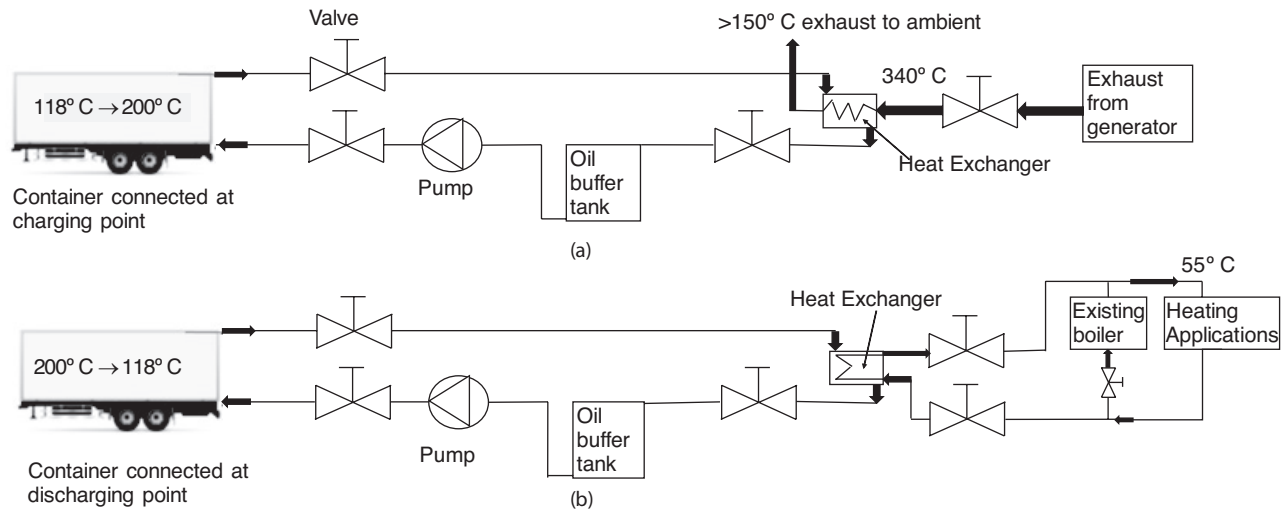 Valve
>150° C exhaust to ambient
118° C → 200° C
340° C
Exhaust
from
generator
Heat Exchanger
Oil
buffer
tank
Pump
Container connected at
charging point
(a)
55° C
Heat Exchanger
Existing
boiler
Heating
Applications
200° C → 118° C
Oil
buffer
tank
Pump
Container connected at
discharging point
(b)